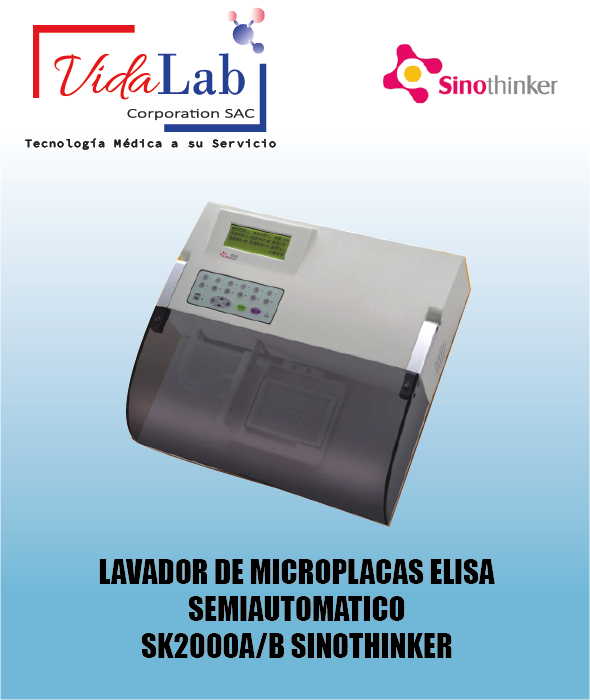 VidaLab
Corporation SAC
Tecnología Médica a su Servicio
Sinothinker
LAVADOR DE MICROPLACAS ELISA
SEMIAUTOMATICO
SK2000A/B SINOTHINKER